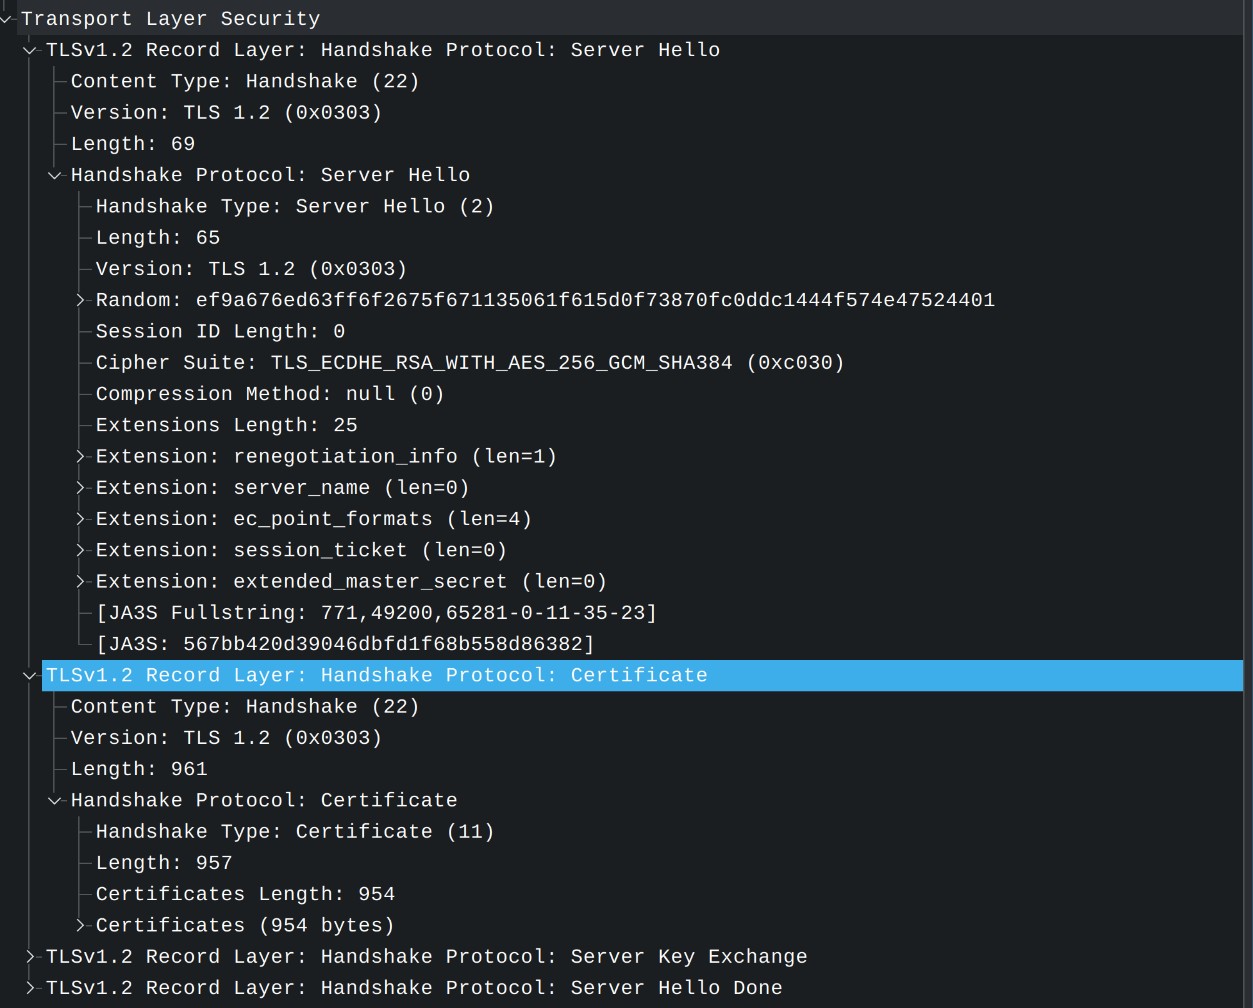 Transport Layer Security
TLSv1.2 Record Layer: Handshake Protocol: Server Hello
Content Type: Handshake (22)
Version: TLS 1.2 (0x0303)
Length: 69
Handshake Protocol: Server Hello
Handshake Type: Server Hello (2)
Length: 65
Version: TLS 1.2 (0x0303)
Random: ef9a676ed63ff6f2675f671135061f615d0f73870fc0ddc1444f574e47524401
Session ID Length: 0
Cipher Suite: TLS_ECDHE_RSA_WITH_AES_256_GCM_SHA384 (0xc030)
Compression Method: null (0)
Extensions Length: 25
Extension: renegotiation_info (len=1)
Extension: server_name (len=0)
Extension: ec_point_formats (len=4)
Extension: session_ticket (len=0)
Extension: extended_master_secret (len=0)
[JA3S Fullstring: 771,49200,65281-0-11-35-23]
[JA3S: 567bb420d39046dbfd1f68b558d86382]
TLSv1.2 Record Layer: Handshake Protocol: Certificate
Content Type: Handshake (22)
Version: TLS 1.2 (0x0303)
Length: 961
Handshake Protocol: Certificate
Handshake Type: Certificate (11)
Length: 957
Certificates Length: 954
Certificates (954 bytes)
TLSv1.2 Record Layer: Handshake Protocol: Server Key Exchange
TLSv1.2 Record Layer: Handshake Protocol: Server Hello Done